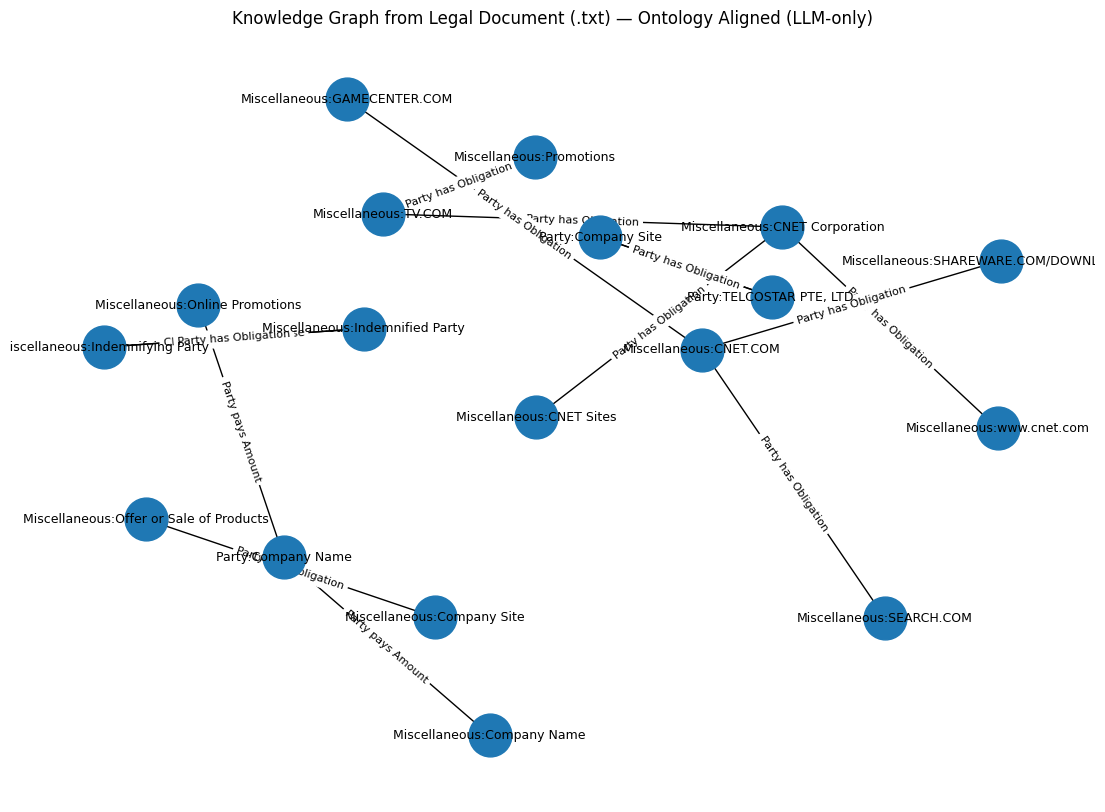 Knowledge Graph from Legal Document (.txt) — Ontology Aligned (LLM-only)
Miscellaneous:GAMECENTER.COM
Miscellaneous:Promotions
Party has Obligation
Party has Obligation
Miscellaneous:TV.COM
Party has Obligation
Miscellaneous:CNET Corporation
Party:Company Site
Party has Obligation
Miscellaneous:SHAREWARE.COM/DOWNL
Party:TELCOSTAR PTE, LTD.
Party has Obligation
Miscellaneous:Online Promotions
Party has Obligation
has Obligation
Miscellaneous:Indemnified Party
Party has Obligation
iscellaneous:Indemnifying Party
Miscellaneous:CNET.COM
Party pays Amount
Miscellaneous:CNET Sites
Miscellaneous:www.cnet.com
Party has Obligation
Miscellaneous:Offer or Sale of Products
Party:Company Name
Miscellaneous:Company Site
Miscellaneous:SEARCH.COM
Party pays Amount
Miscellaneous:Company Name